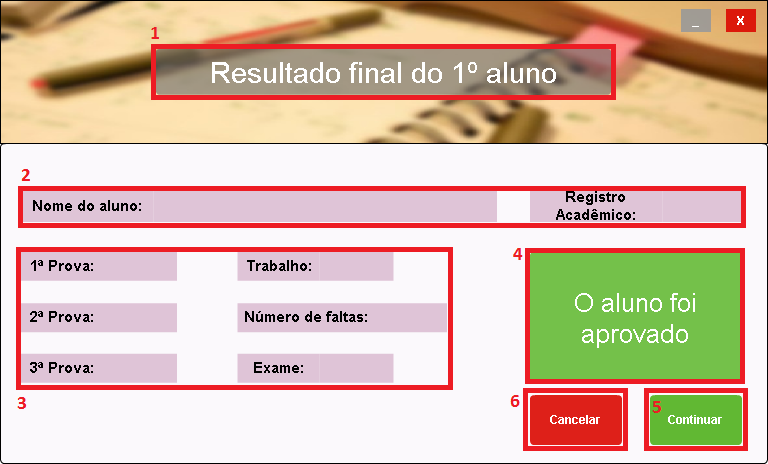 _ X
1
Resultado final do 1º aluno
2
Nome do aluno:
Registro
Acadêmico:
1ª Prova:
Trabalho:
2ª Prova:
Número de faltas:
3ª Prova:
Exame:
3
4
O aluno foi
aprovado
6
Cancelar
5
Continuar